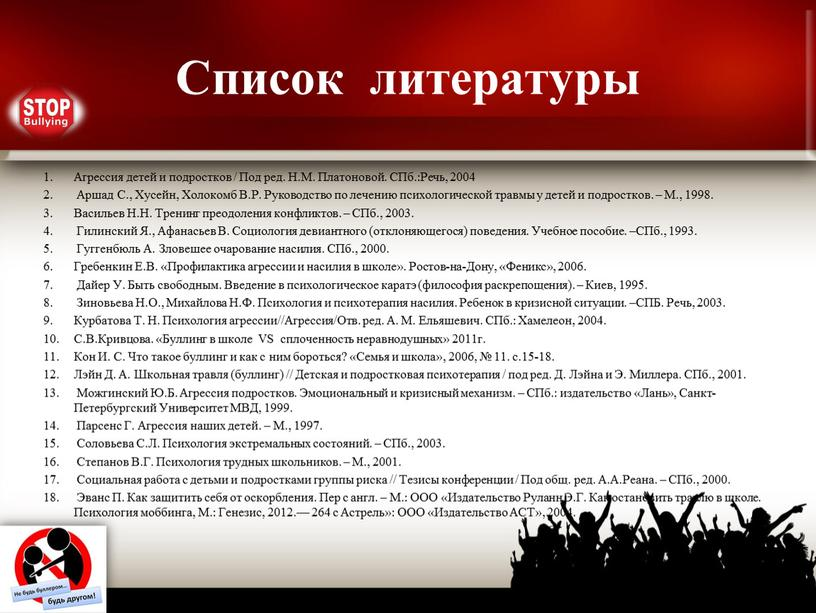 Список литературы
STOP
Bullying
1. Агрессия детей и подростков / Под ред. Н.М. Платоновой. СПб.:Речь, 2004
2. Аршад С., Хусейн, Холокомб В.Р. Руководство по лечению психологической травмы у детей и подростков. – М., 1998.
3. Васильев Н.Н. Тренинг преодоления конфликтов. – СПб., 2003.
4. Гилинский Я., Афанасьев В. Социология девиантного (отклоняющегося) поведения. Учебное пособие. –СПб., 1993.
5. Гуггенбюль А. Зловещее очарование насилия. СПб., 2000.
6. Гребенкин Е.В. «Профилактика агрессии и насилия в школе». Ростов-на-Дону, «Феникс», 2006.
7. Дайер У. Быть свободным. Введение в психологическое каратэ (философия раскрепощения). – Киев, 1995.
8. Зиновьева Н.О., Михайлова Н.Ф. Психология и психотерапия насилия. Ребенок в кризисной ситуации. –СПБ. Речь, 2003.
9. Курбатова Т. Н. Психология агрессии//Агрессия/Отв. ред. А. М. Ельяшевич. СПб.: Хамелеон, 2004.
10. С.В.Кривцова. «Буллинг в школе VS сплоченность неравнодушных» 2011г.
11. Кон И. С. Что такое буллинг и как с ним бороться? «Семья и школа», 2006, № 11. с.15-18.
12. Лэйн Д. А. Школьная травля (буллинг) // Детская и подростковая психотерапия / под ред. Д. Лэйна и Э. Миллера. СПб., 2001.
13. Можгинский Ю.Б. Агрессия подростков. Эмоциональный и кризисный механизм. – СПб.: издательство «Лань», Санкт-
Петербургский Университет МВД, 1999.
14. Парсенс Г. Агрессия наших детей. – М., 1997.
15. Соловьева С.Л. Психология экстремальных состояний. – СПб., 2003.
16. Степанов В.Г. Психология трудных школьников. – М., 2001.
17. Социальная работа с детьми и подростками группы риска // Тезисы конференции / Под общ. ред. А.А.Реана. – СПб., 2000.
18. Эванс П. Как защитить себя от оскорбления. Пер с англ. – М.: ООО «Издательство Руланн Э.Г. Как остановить травлю в школе.
Психология моббинга, М.: Генезис, 2012.— 264 с Астрель»: ООО «Издательство АСТ», 2004.
Не будь буллером...
будь другом!